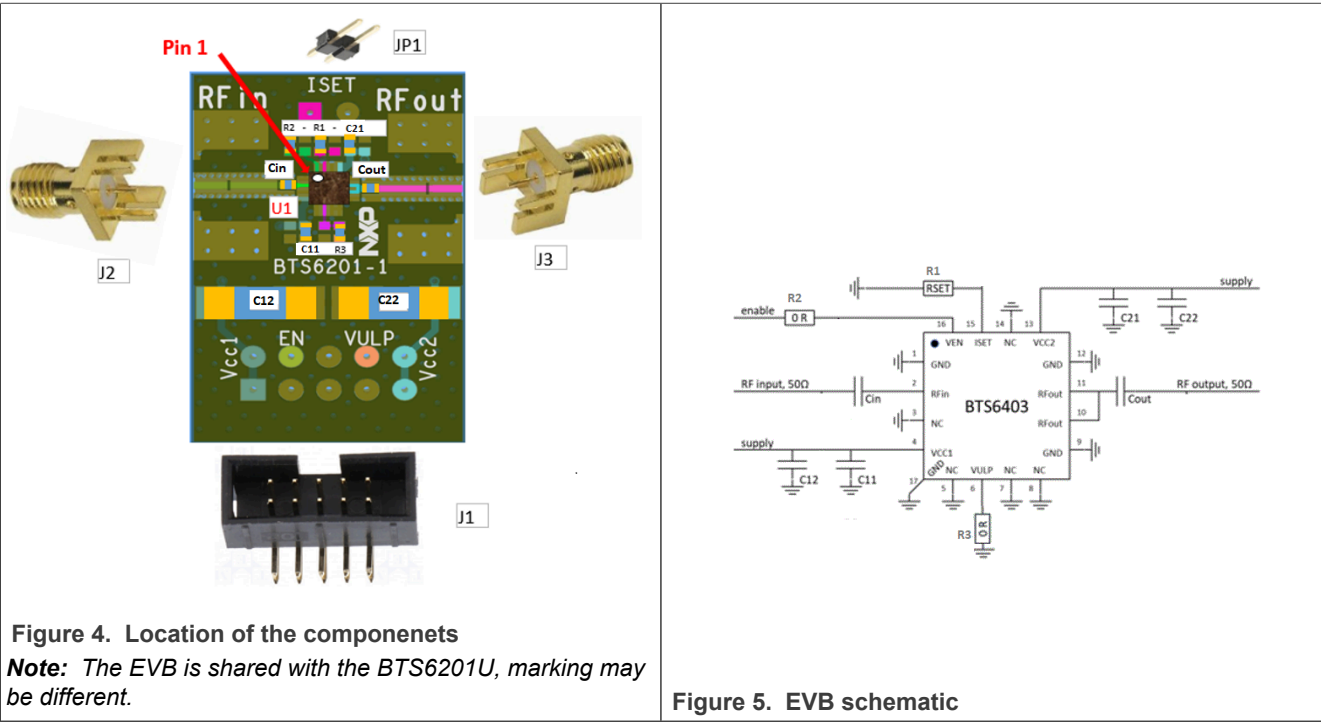 Pin 1
JP1
ISET
RFin
RFout
R2 - R1 - C21
Cin
Cout
U1
NXP
C11 R3
BTS6201-1
J2
J3
C12
C22
EN
VULP
Vcc1
Vcc2
J1
Figure 4. Location of the componenets
Note: The EVB is shared with the BTS6201U, marking may
be different.
R1
RSET
supply
R2
enable
0 R
C21
C22
16 15 14 13
VEN ISET NC VCC2
1
GND
12
GND
RF input, 50Ω
Cin
2
RFin
11
RFout
RF output, 50Ω
Cout
BTS6403
3
NC
10
RFout
supply
4
VCC1
9
GND
C12
C11
GND
17
NC VULP NC NC
5 6 7 8
R3
0 R
Figure 5. EVB schematic